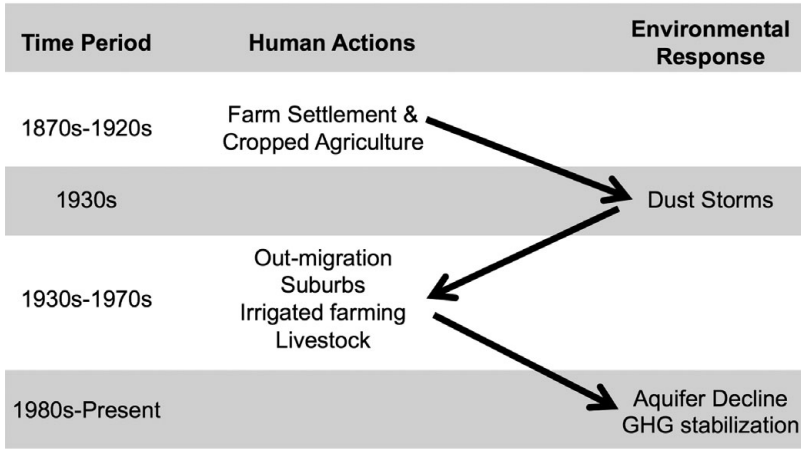 Time Period
Human Actions
Environmental
Response
1870s-1920s
Farm Settlement &
Cropped Agriculture
1930s
Dust Storms
1930s-1970s
Out-migration
Suburbs
Irrigated farming
Livestock
1980s-Present
Aquifer Decline
GHG stabilization